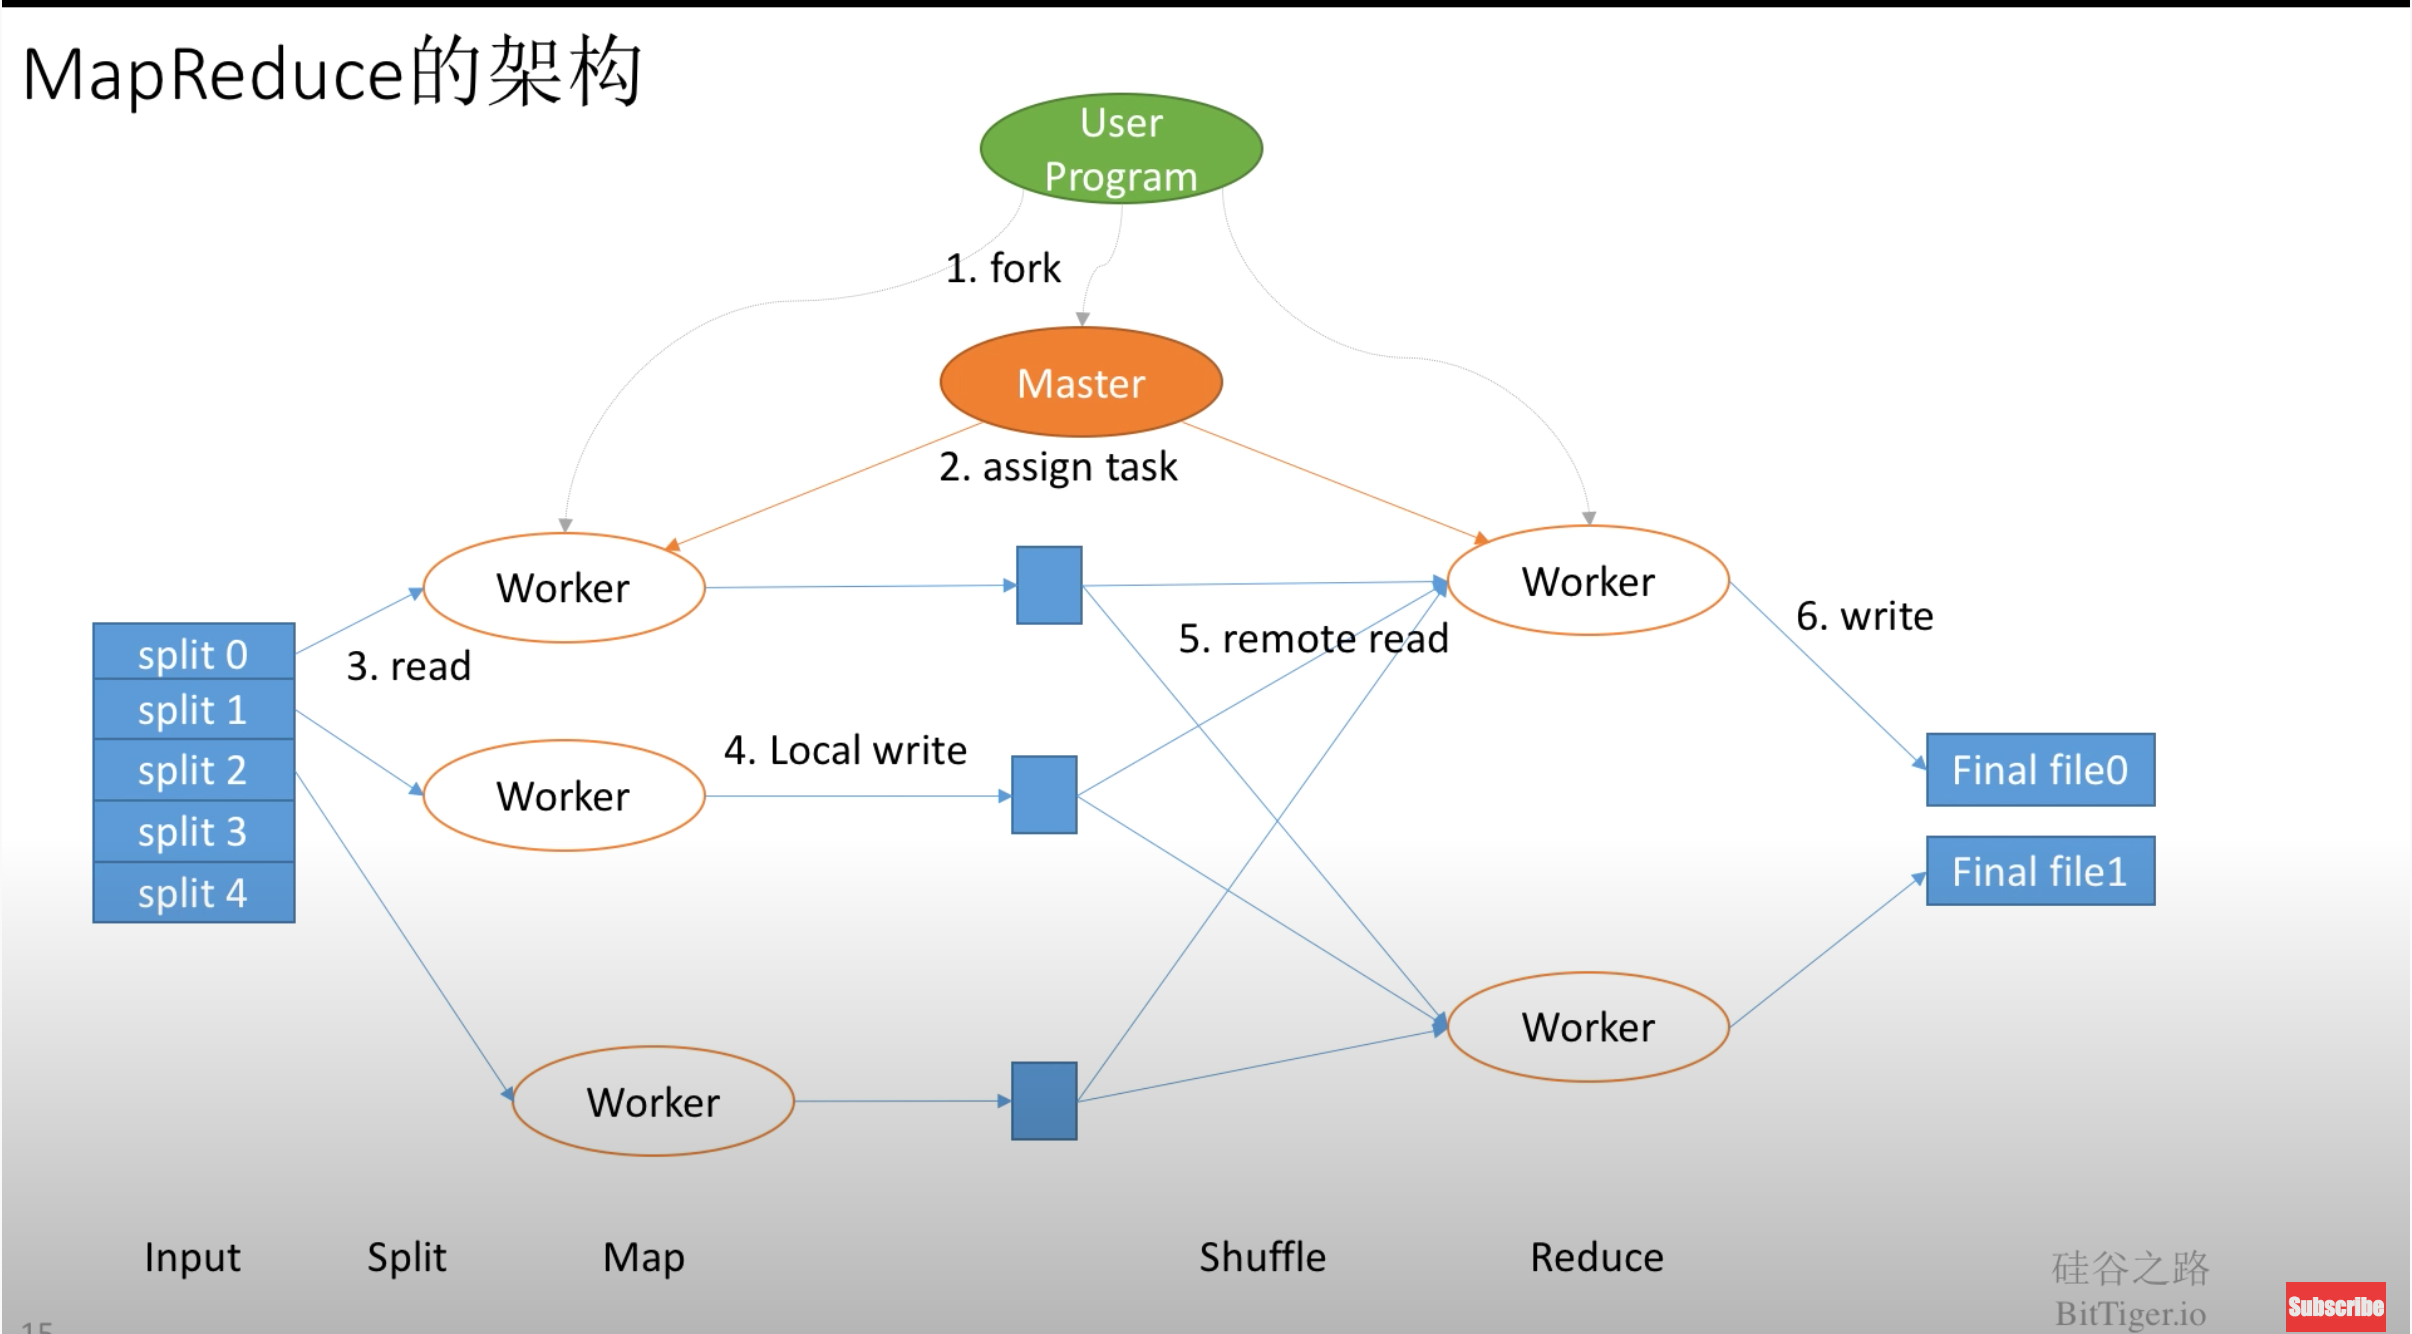 MapReduce的架构
User
Program
1. fork
Master
2. assign task
Worker
Worker
5. remote read
6. write
split 0
3. read
split 1
4. Local write
split 2
Worker
Final file0
split 3
split 4
Final file1
Worker
Worker
Input
Split
Map
Shuffle
Reduce
硅谷之路
BitTiger.io
Subscribe
15